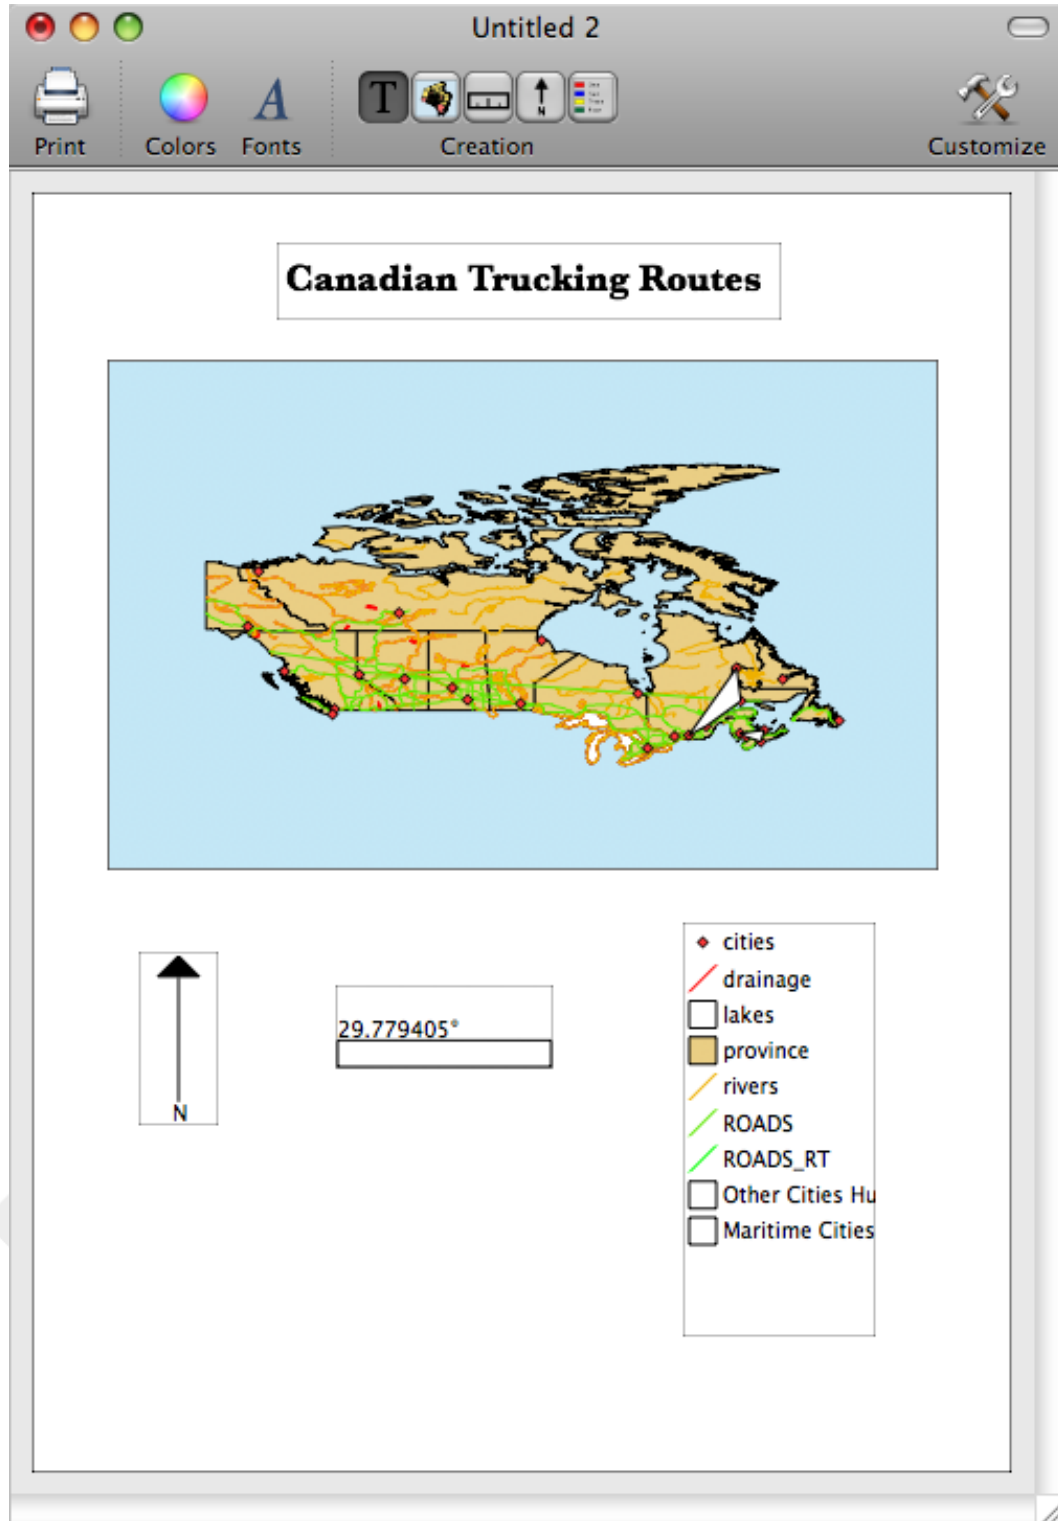 Untitled 2
Print
Colors
Fonts
T
N
Creation
Customize
Canadian Trucking Routes
N
29.779405°
cities
drainage
lakes
province
rivers
ROADS
ROADS_RT
Other Cities Hu
Maritime Cities